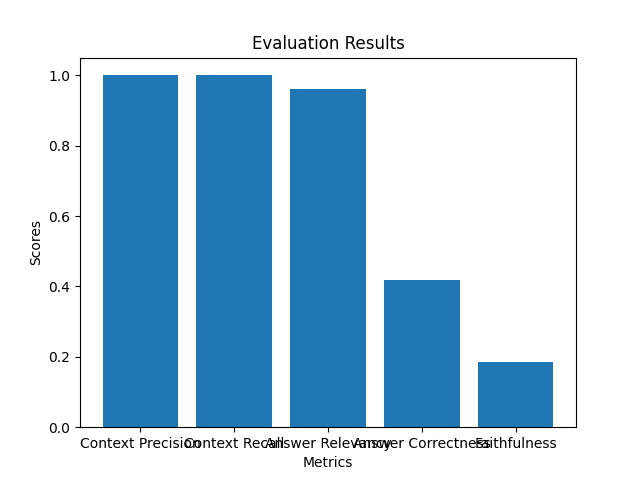 Evaluation Results
1.0
0.8
0.6
0.4
0.2
0.0
Scores
Context Precision Context Recall Answer Relevancy Answer Correctness Faithfulness
Metrics